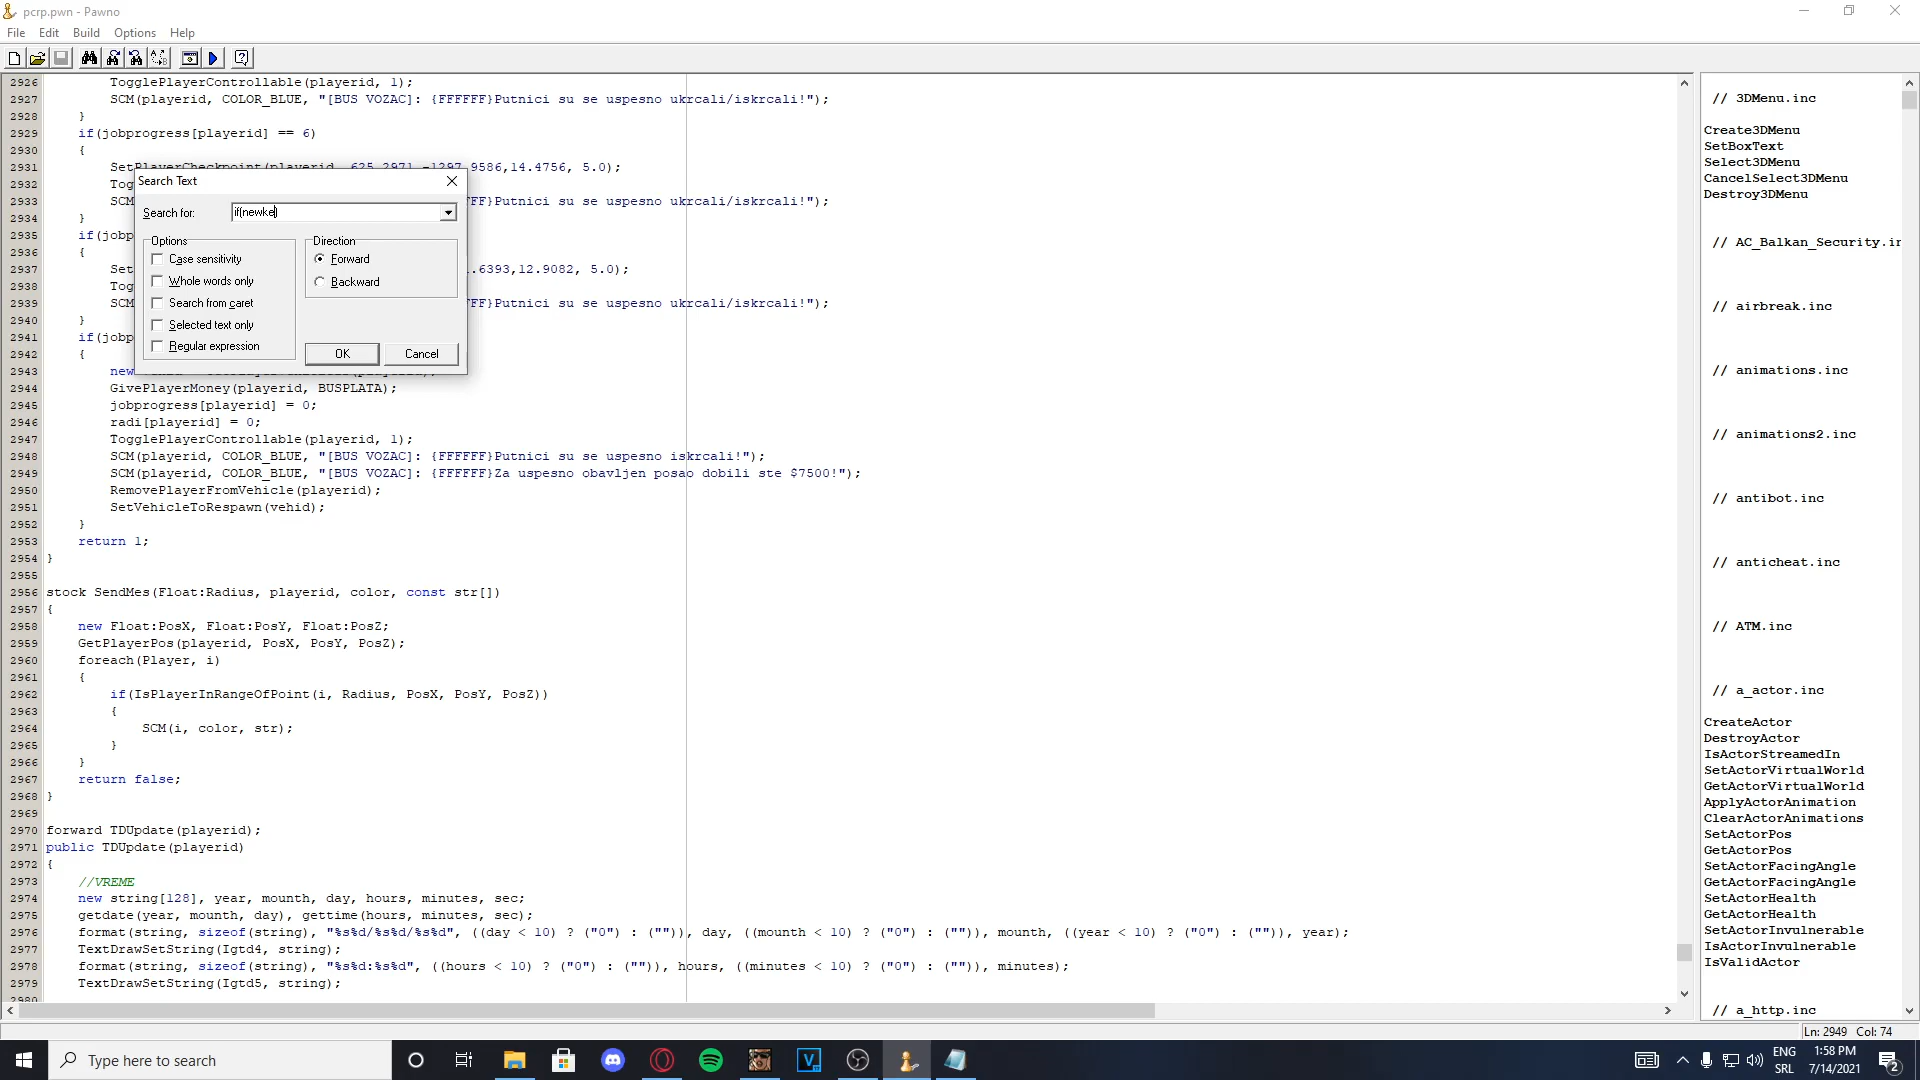 pcrp.pwn - Pawno
File Edit Build Options Help
2926 TogglePlayerControllable(playerid, 1);
2927 SCM(playerid, COLOR_BLUE, "[BUS VOZAC]: {FFFFFF}Putnici su se uspesno ukrcali/iskrcali!");
2928 }
2929 if(jobprogress[playerid] == 6)
2930 {
2931 SetPlayerCheckpoint(playerid, 625.2971,-1297.9586,14.4756, 5.0);
2932 Tog
2933 SCM FF}Putnici su se uspesno ukrcali/iskrcali!");
2934 }
2935 if(jobp
2936 {
2937 Set .6393,12.9082, 5.0);
2938 Tog
2939 SCM FF}Putnici su se uspesno ukrcali/iskrcali!");
2940 }
2941 if(jobp
2942 {
2943 new
2944 GivePlayerMoney(playerid, BUSPLATA);
2945 jobprogress[playerid] = 0;
2946 radi[playerid] = 0;
2947 TogglePlayerControllable(playerid, 1);
2948 SCM(playerid, COLOR_BLUE, "[BUS VOZAC]: {FFFFFF}Putnici su se uspesno iskrcali!");
2949 SCM(playerid, COLOR_BLUE, "[BUS VOZAC]: {FFFFFF}Za uspesno obavljen posao dobili ste $7500!");
2950 RemovePlayerFromVehicle(playerid);
2951 SetVehicleToRespawn(vehid);
2952 }
2953 return 1;
2954 }
2955
2956 stock SendMes(Float:Radius, playerid, color, const str[])
2957 {
2958 new Float:PosX, Float:PosY, Float:PosZ;
2959 GetPlayerPos(playerid, PosX, PosY, PosZ);
2960 foreach(Player, i)
2961 {
2962 if(IsPlayerInRangeOfPoint(i, Radius, PosX, PosY, PosZ))
2963 {
2964 SCM(i, color, str);
2965 }
2966 }
2967 return false;
2968 }
2969
2970 forward TDUpdate(playerid);
2971 public TDUpdate(playerid)
2972 {
2973 //VREME
2974 new string[128], year, mounth, day, hours, minutes, sec;
2975 getdate(year, mounth, day), gettime(hours, minutes, sec);
2976 format(string, sizeof(string), "%s%d/%s%d/%s%d", ((day < 10) ? ("0") : ("")), day, ((mounth < 10) ? ("0") : ("")), mounth, ((year < 10) ? ("0") : ("")), year);
2977 TextDrawSetString(Igtd4, string);
2978 format(string, sizeof(string), "%s%d:%s%d", ((hours < 10) ? ("0") : ("")), hours, ((minutes < 10) ? ("0") : ("")), minutes);
2979 TextDrawSetString(Igtd5, string);
2980
Search Text
Search for: if(newke)
Options
Case sensitivity
Whole words only
Search from caret
Selected text only
Regular expression
Direction
Forward
Backward
OK
Cancel
// 3DMenu.inc
Create3DMenu
SetBoxText
Select3DMenu
CancelSelect3DMenu
Destroy3DMenu
// AC_Balkan_Security.in
// airbreak.inc
// animations.inc
// animations2.inc
// antibot.inc
// anticheat.inc
// ATM.inc
// a_actor.inc
CreateActor
DestroyActor
IsActorStreamedIn
SetActorVirtualWorld
GetActorVirtualWorld
ApplyActorAnimation
ClearActorAnimations
SetActorPos
GetActorPos
SetActorFacingAngle
GetActorFacingAngle
SetActorHealth
GetActorHealth
SetActorInvulnerable
IsActorInvulnerable
IsValidActor
// a_http.inc
Ln: 2949 Col: 74
Type here to search
ENG
SRL
1:58 PM
7/14/2021
2